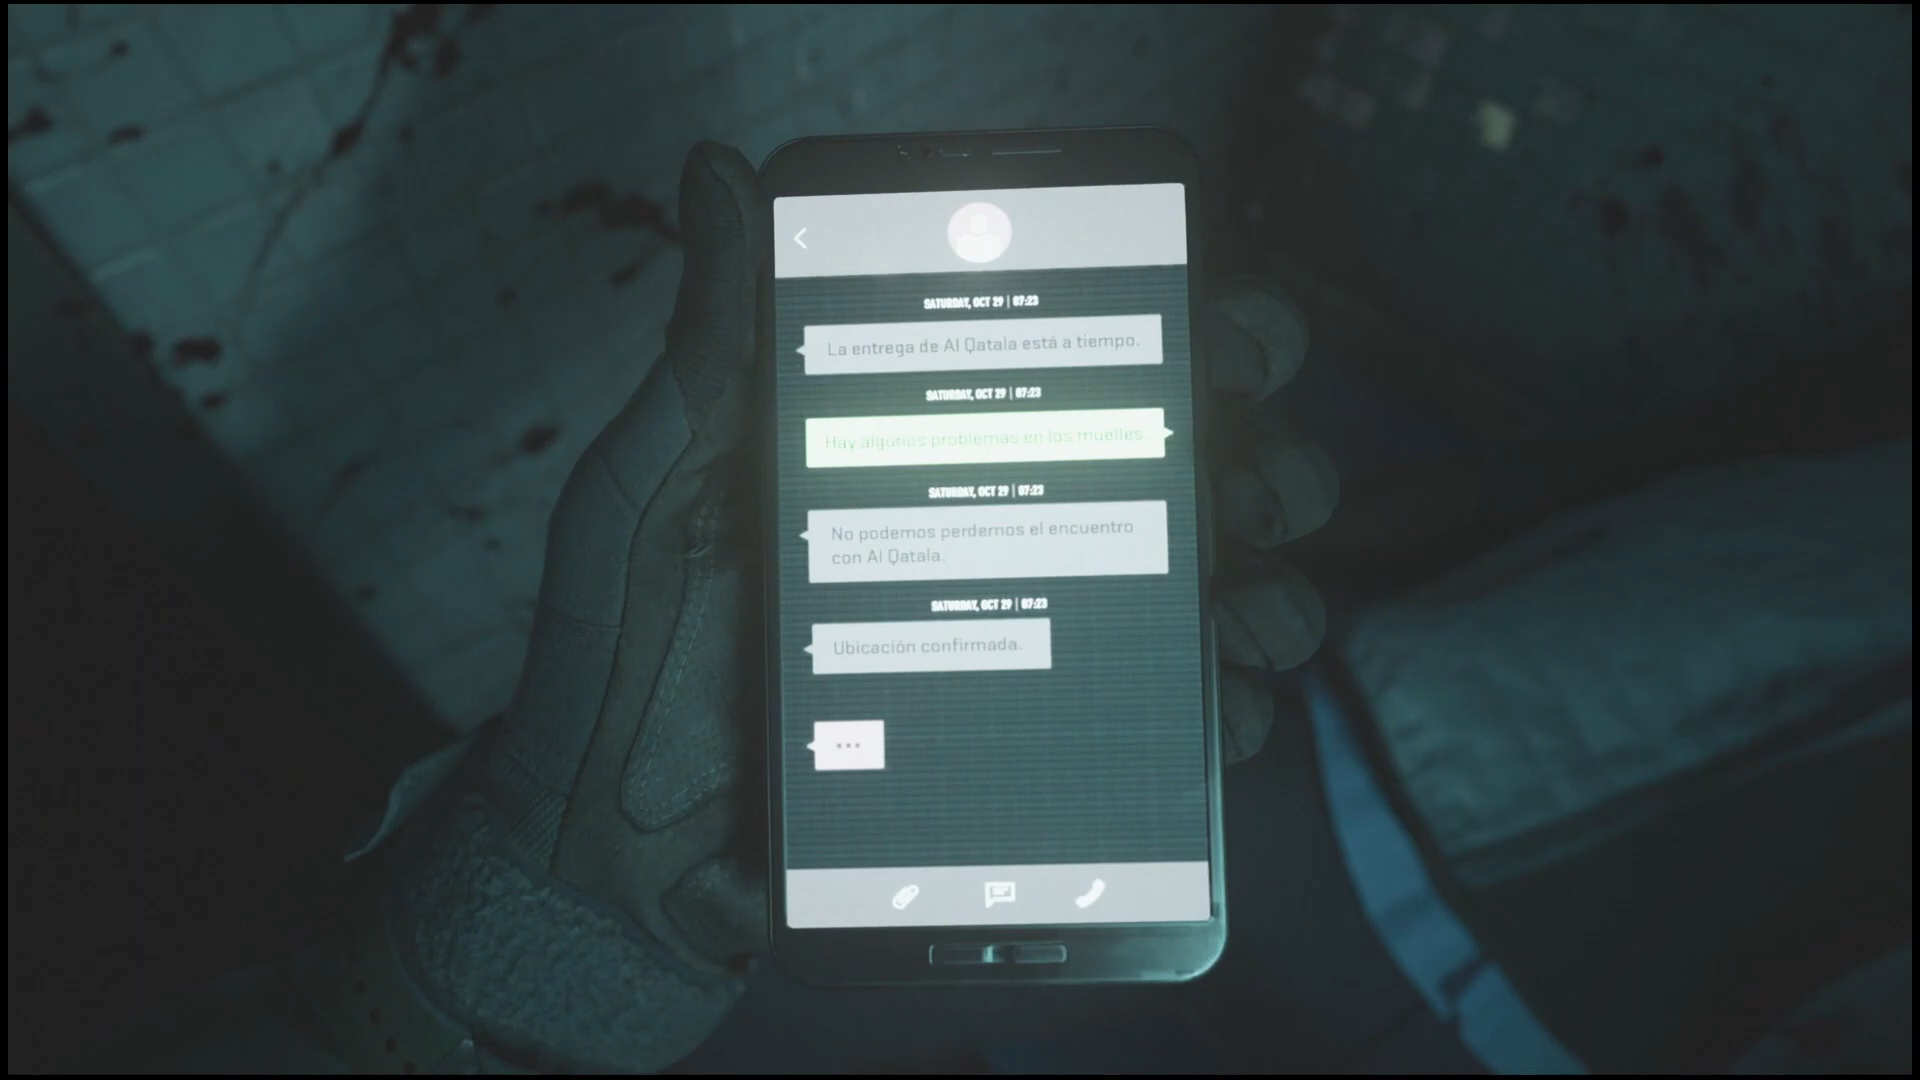 SATURDAY, OCT 29 | 07:23
La entrega de Al Qatala está a tiempo.
SATURDAY, OCT 29 | 07:23
Hay algunos problemas en los muelles.
SATURDAY, OCT 29 | 07:23
No podemos perdernos el encuentro
con Al Qatala.
SATURDAY, OCT 29 | 07:23
Ubicación confirmada.
...